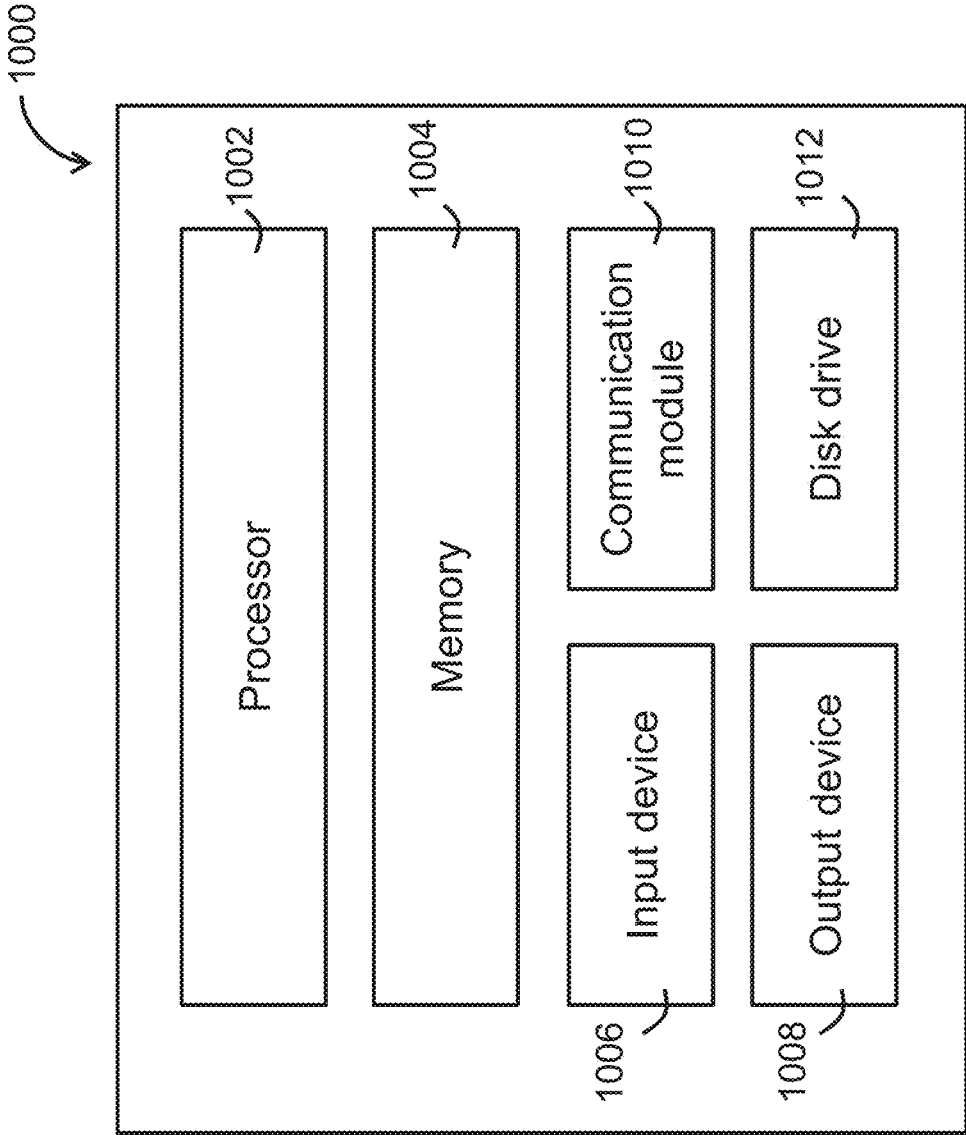 1000
Processor
1002
Memory
1004
Input device
1006
Communication
module
1010
Output device
1008
Disk drive
1012